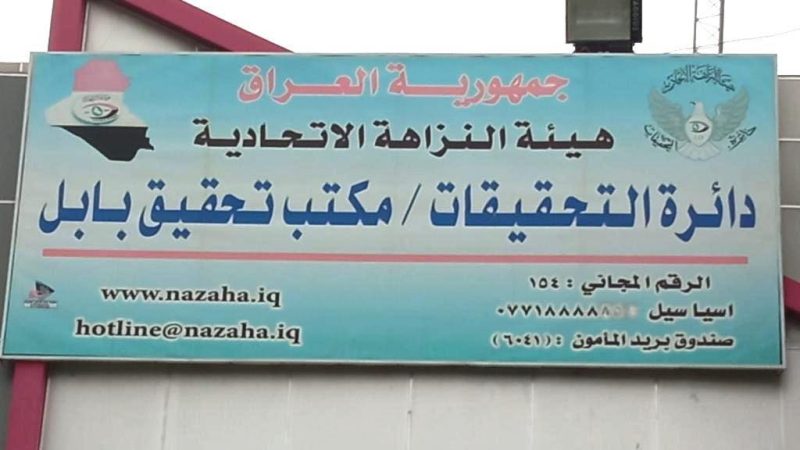 جمهورية العراق
هيئة النزاهة الاتحادية
دائرة التحقيقات / مكتب تحقيق بابل
الرقم المجاني : ١٥٤
اسيا سيل
صندوق بريد المأمون : (٦٠٤١)
www.nazaha.iq
hotline@nazaha.iq